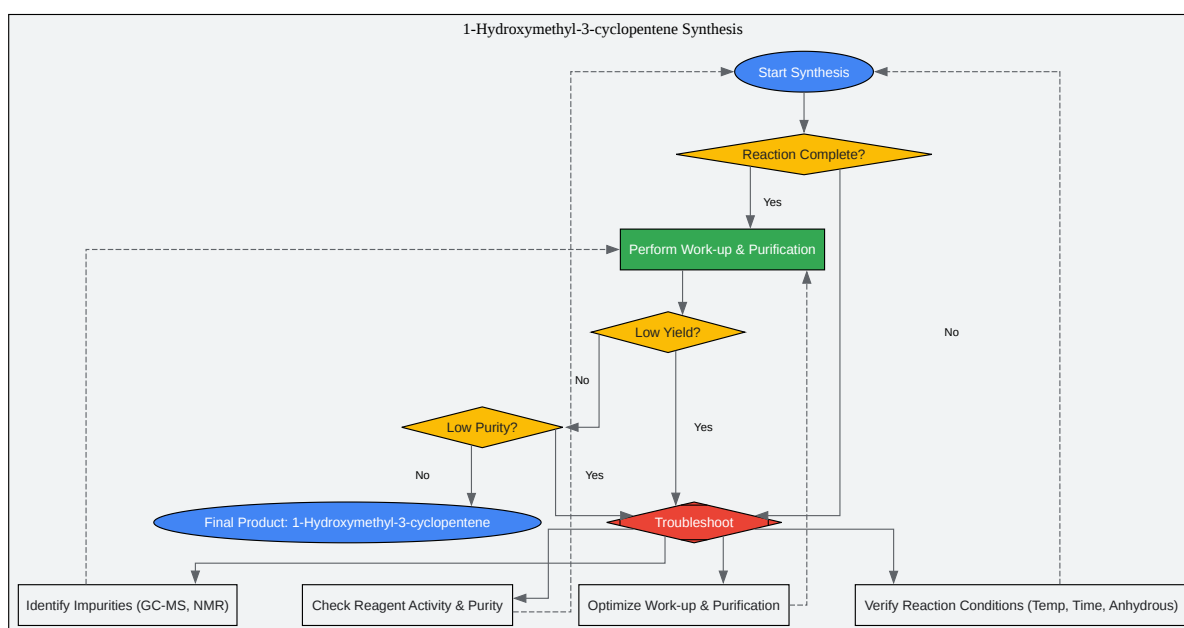 1-Hydroxymethyl-3-cyclopentene Synthesis
Start Synthesis
Reaction Complete?
Yes
Perform Work-up & Purification
Low Yield?
No
No
Low Purity?
Yes
No
Yes
Final Product: 1-Hydroxymethyl-3-cyclopentene
Troubleshoot
Identify Impurities (GC-MS, NMR)
Check Reagent Activity & Purity
Optimize Work-up & Purification
Verify Reaction Conditions (Temp, Time, Anhydrous)